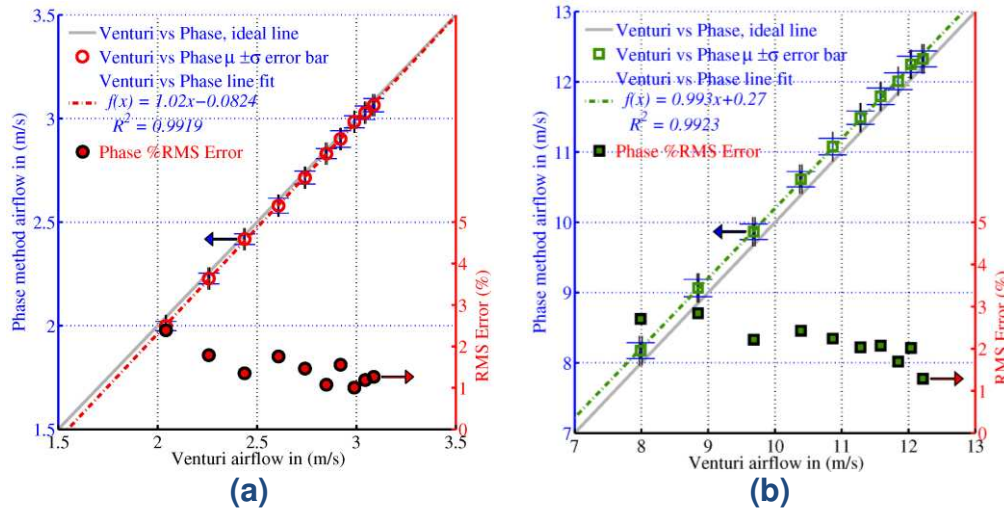 Venturi vs Phase, ideal line
Venturi vs Phase μ ±σ error bar
Venturi vs Phase line fit
f(x) = 1.02x−0.0824
R² = 0.9919
Phase %RMS Error
Phase method airflow in (m/s)
3.5
3
2.5
2
1.5
1.5
2
2.5
3
3.5
Venturi airflow in (m/s)
5
4
3
2
1
0
RMS Error (%)
(a)
Venturi vs Phase, ideal line
Venturi vs Phase μ ±σ error bar
Venturi vs Phase line fit
f(x) = 0.993x+0.27
R² = 0.9923
Phase %RMS Error
Phase method airflow in (m/s)
13
12
11
10
9
8
7
7
8
9
10
11
12
13
Venturi airflow in (m/s)
5
4
3
2
1
0
RMS Error (%)
(b)